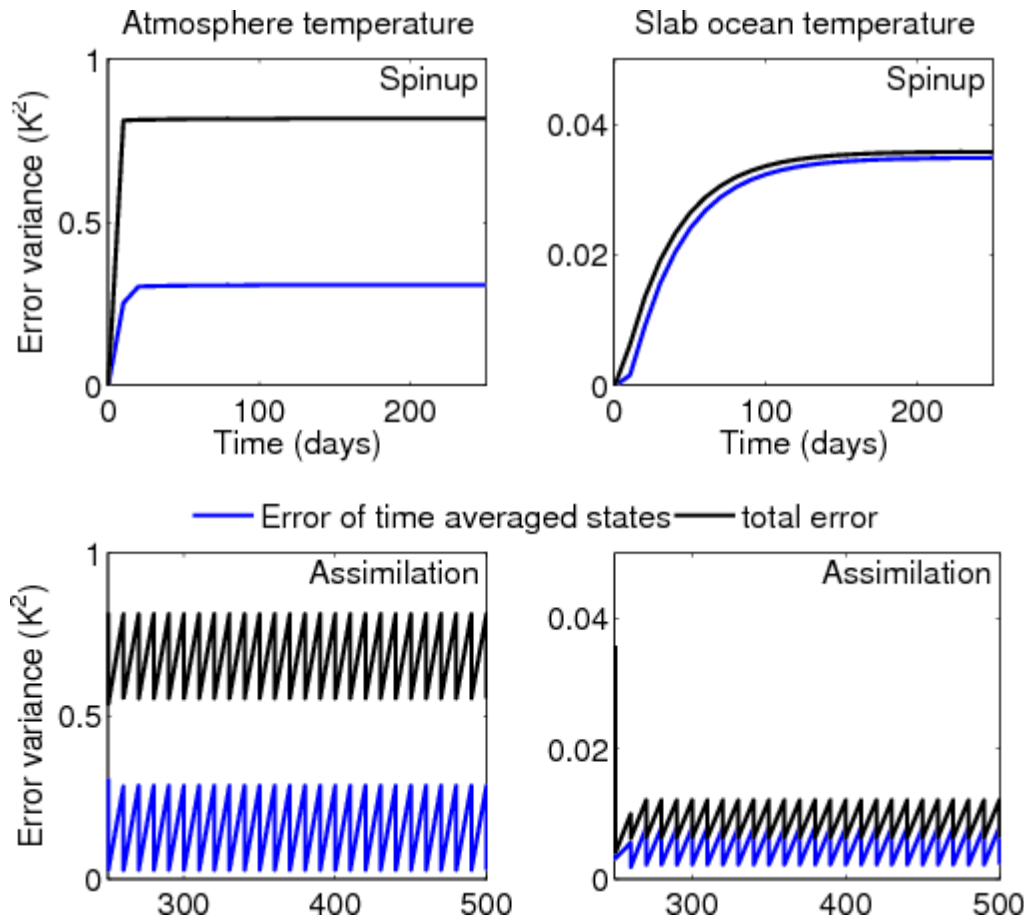 Atmosphere temperature
Slab ocean temperature
Error variance (K²)
1
0.5
0
Spinup
0 100 200
Time (days)
0.04
0.02
0
Spinup
0 100 200
Time (days)
Error of time averaged states total error
Error variance (K²)
1
0.5
0
Assimilation
300 400 500
0.04
0.02
0
Assimilation
300 400 500